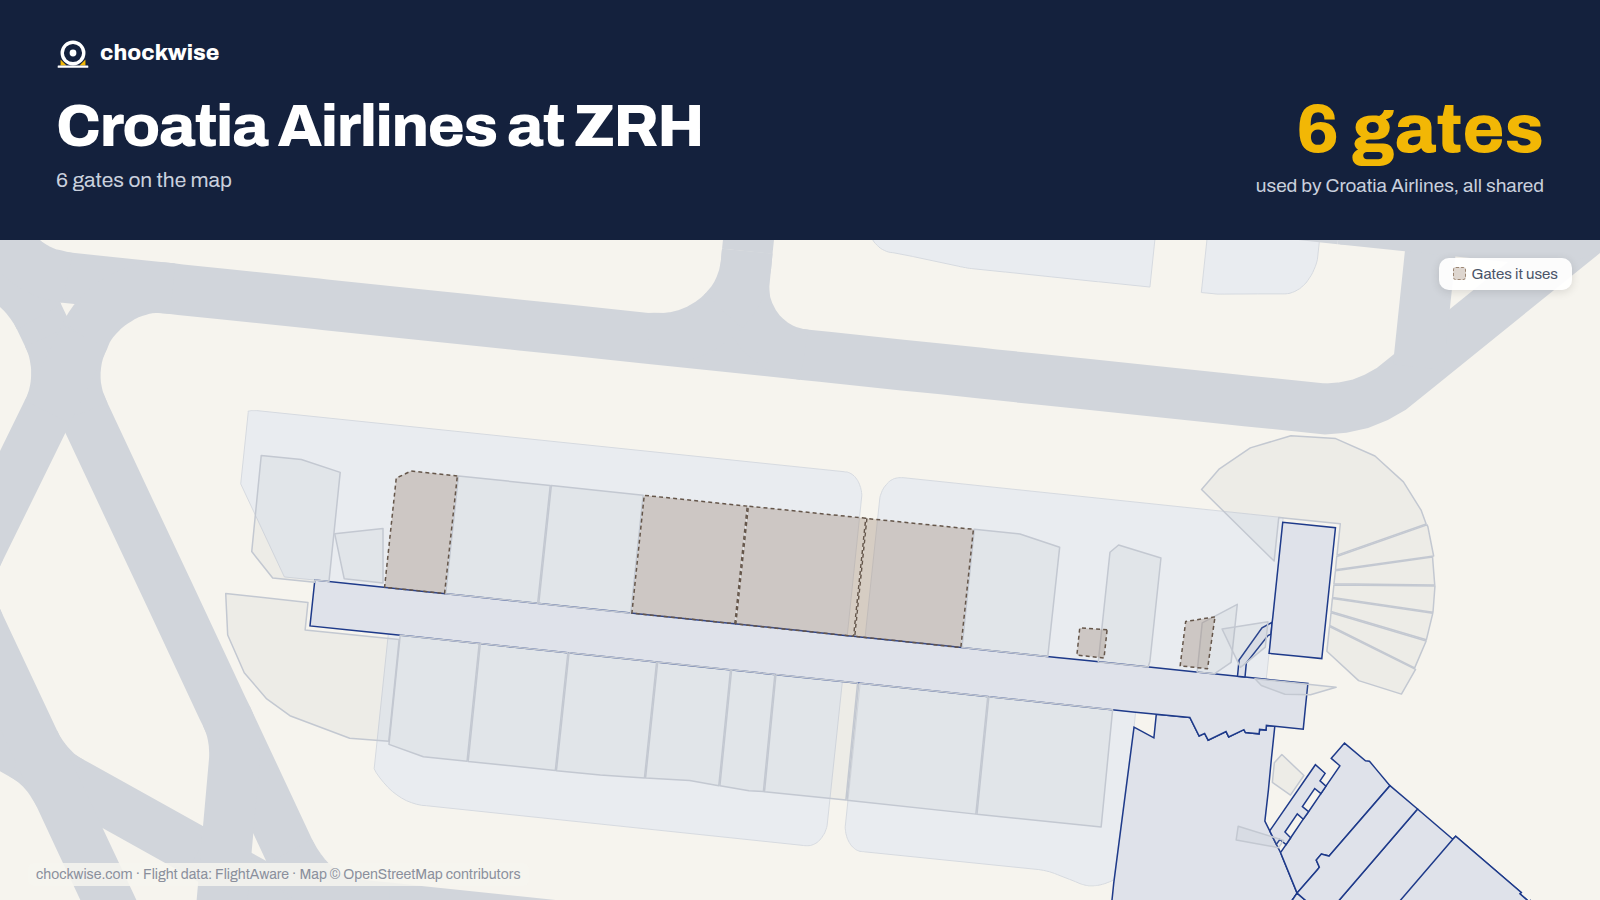 chockwise
Croatia Airlines at ZRH
6 gates on the map
6 gates
used by Croatia Airlines, all shared
Gates it uses
chockwise.com · Flight data: FlightAware · Map © OpenStreetMap contributors